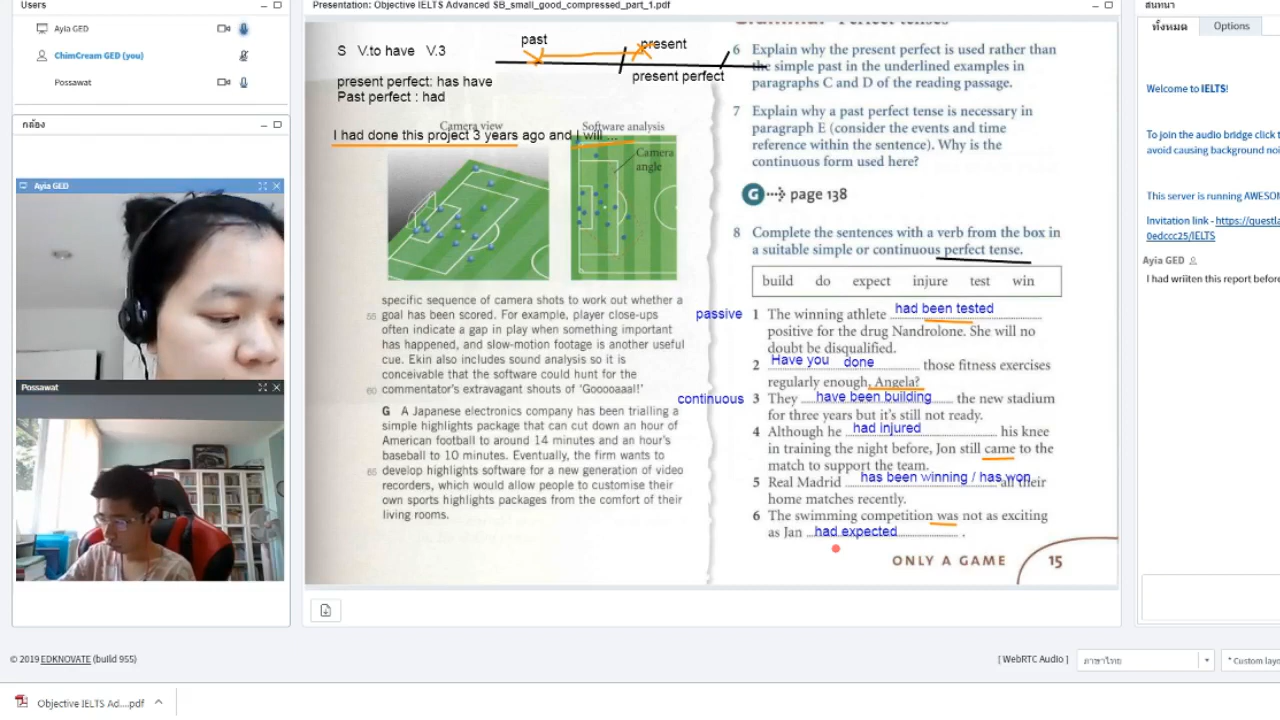 Users
Presentation: Objective IELTS Advanced SB_small_good_compressed_part_1.pdf
สนทนา
Ayia GED
ChimCream GED (you)
Possawat
กล้อง
Ayia GED
Possawat
S V.to have V.3
past
present
present perfect
present perfect: has have
Past perfect : had
I had done this project 3 years ago and I will ...
Camera view
Software analysis
Camera
angle
specific sequence of camera shots to work out whether a
55 goal has been scored. For example, player close-ups
often indicate a gap in play when something important
has happened, and slow-motion footage is another useful
cue. Ekin also includes sound analysis so it is
conceivable that the software could hunt for the
60 commentator's extravagant shouts of 'Gooooaaal!'
G A Japanese electronics company has been trialling a
simple highlights package that can cut down an hour of
American football to around 14 minutes and an hour's
baseball to 10 minutes. Eventually, the firm wants to
65 develop highlights software for a new generation of video
recorders, which would allow people to customise their
own sports highlights packages from the comfort of their
living rooms.
Perfect tenses
6 Explain why the present perfect is used rather than
the simple past in the underlined examples in
paragraphs C and D of the reading passage.
7 Explain why a past perfect tense is necessary in
paragraph E (consider the events and time
reference within the sentence). Why is the
continuous form used here?
G page 138
8 Complete the sentences with a verb from the box in
a suitable simple or continuous perfect tense.
build do expect injure test win
passive 1 The winning athlete had been tested
positive for the drug Nandrolone. She will no
doubt be disqualified.
2 Have you done those fitness exercises
regularly enough, Angela?
continuous 3 They have been building the new stadium
for three years but it's still not ready.
4 Although he had injured his knee
in training the night before, Jon still came to the
match to support the team.
5 Real Madrid has been winning / has won all their
home matches recently.
6 The swimming competition was not as exciting
as Jan had expected .
ONLY A GAME 15
ทั้งหมด Options
Welcome to IELTS!
To join the audio bridge click t
avoid causing background noi
This server is running AWESOM
Invitation link - https://questla
0edccc25/IELTS
Ayia GED
I had wriiten this report before
© 2019 EDKNOVATE (build 955)
[ WebRTC Audio ]
ภาษาไทย
* Custom layo
Objective IELTS Ad....pdf